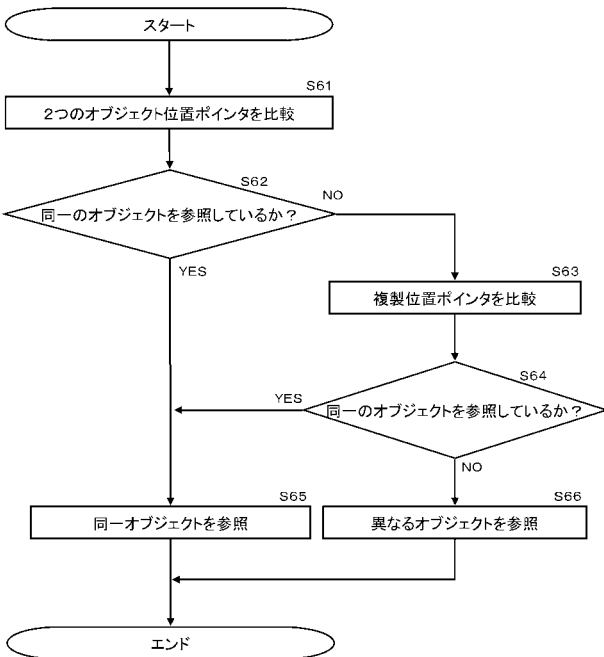 スタート
S61
2つのオブジェクト位置ポインタを比較
S62
同一のオブジェクトを参照しているか？
NO
YES
S63
複製位置ポインタを比較
S64
YES
同一のオブジェクトを参照しているか？
NO
S65
同一オブジェクトを参照
S66
異なるオブジェクトを参照
エンド